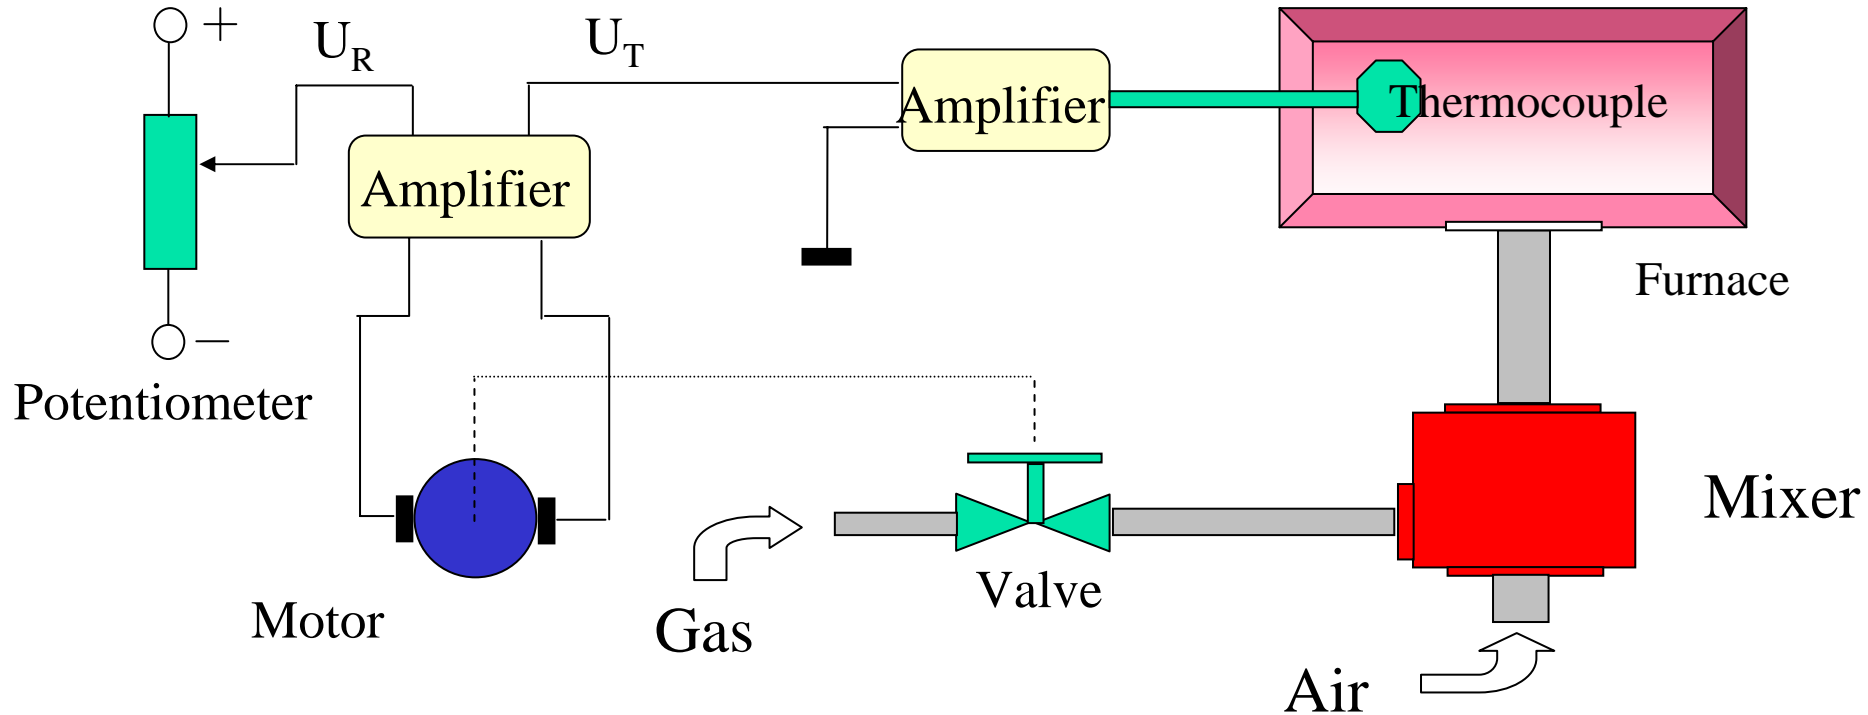 +
U_R
U_T
Amplifier
Thermocouple
Amplifier
Furnace
−
Potentiometer
Mixer
Valve
Motor
Gas
Air